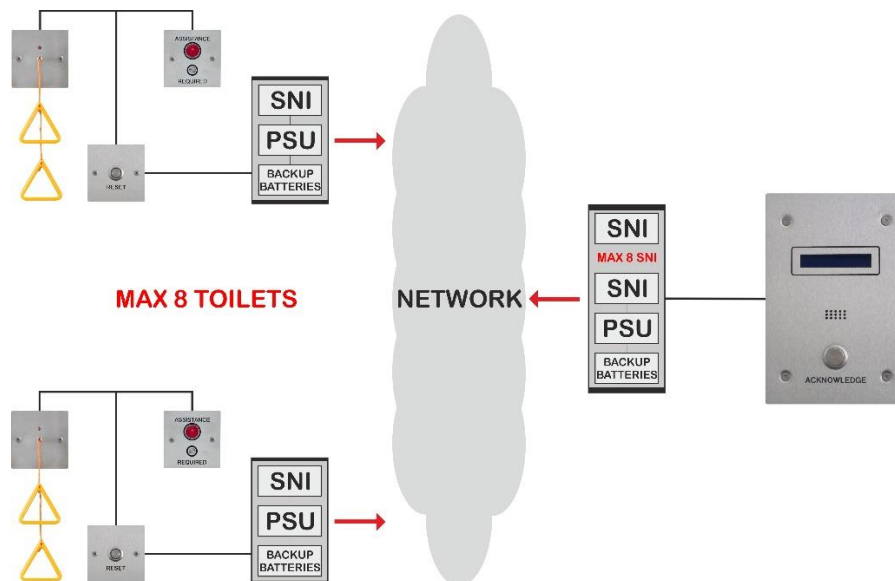 ASSISTANCE
REQUIRED
RESET
SNI
PSU
BACKUP
BATTERIES
MAX 8 TOILETS
NETWORK
SNI
MAX 8 SNI
SNI
PSU
BACKUP
BATTERIES
ACKNOWLEDGE
ASSISTANCE
REQUIRED
RESET
SNI
PSU
BACKUP
BATTERIES